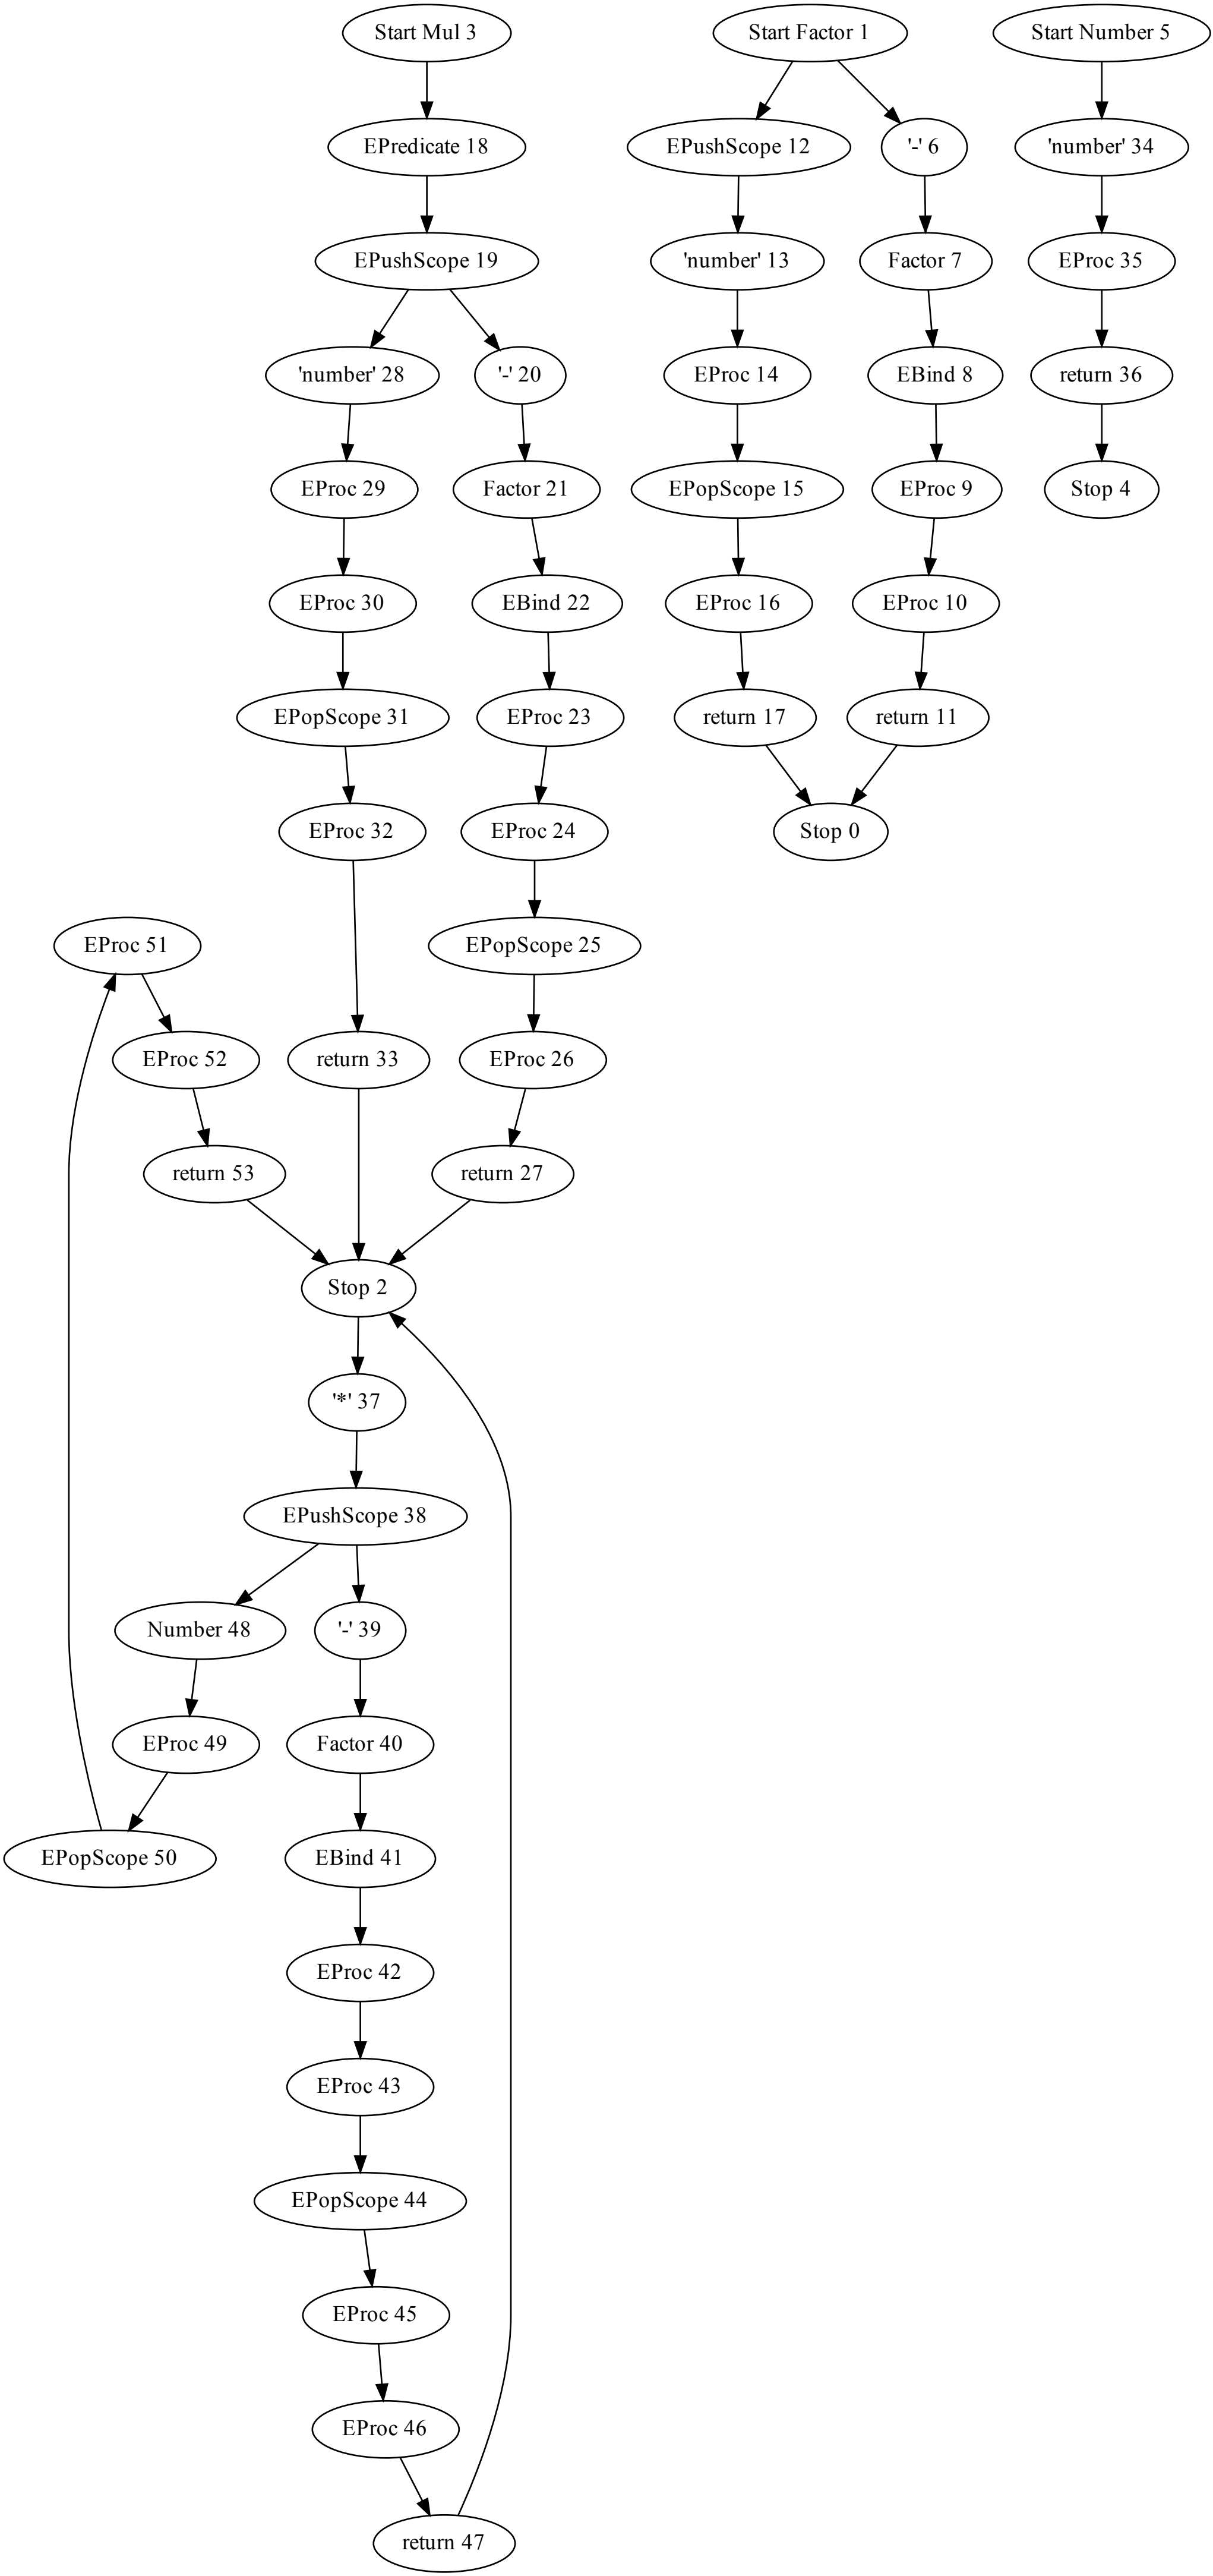 Start Mul 3
Start Factor 1
Start Number 5
EPredicate 18
EPushScope 12
'-' 6
'number' 34
EPushScope 19
'number' 13
Factor 7
EProc 35
'number' 28
'-' 20
EProc 14
EBind 8
return 36
EProc 29
Factor 21
EPopScope 15
EProc 9
Stop 4
EProc 30
EBind 22
EProc 16
EProc 10
EPopScope 31
EProc 23
return 17
return 11
EProc 32
EProc 24
Stop 0
EProc 51
EPopScope 25
EProc 52
return 33
EProc 26
return 53
return 27
Stop 2
'*' 37
EPushScope 38
Number 48
'-' 39
EProc 49
Factor 40
EPopScope 50
EBind 41
EProc 42
EProc 43
EPopScope 44
EProc 45
EProc 46
return 47